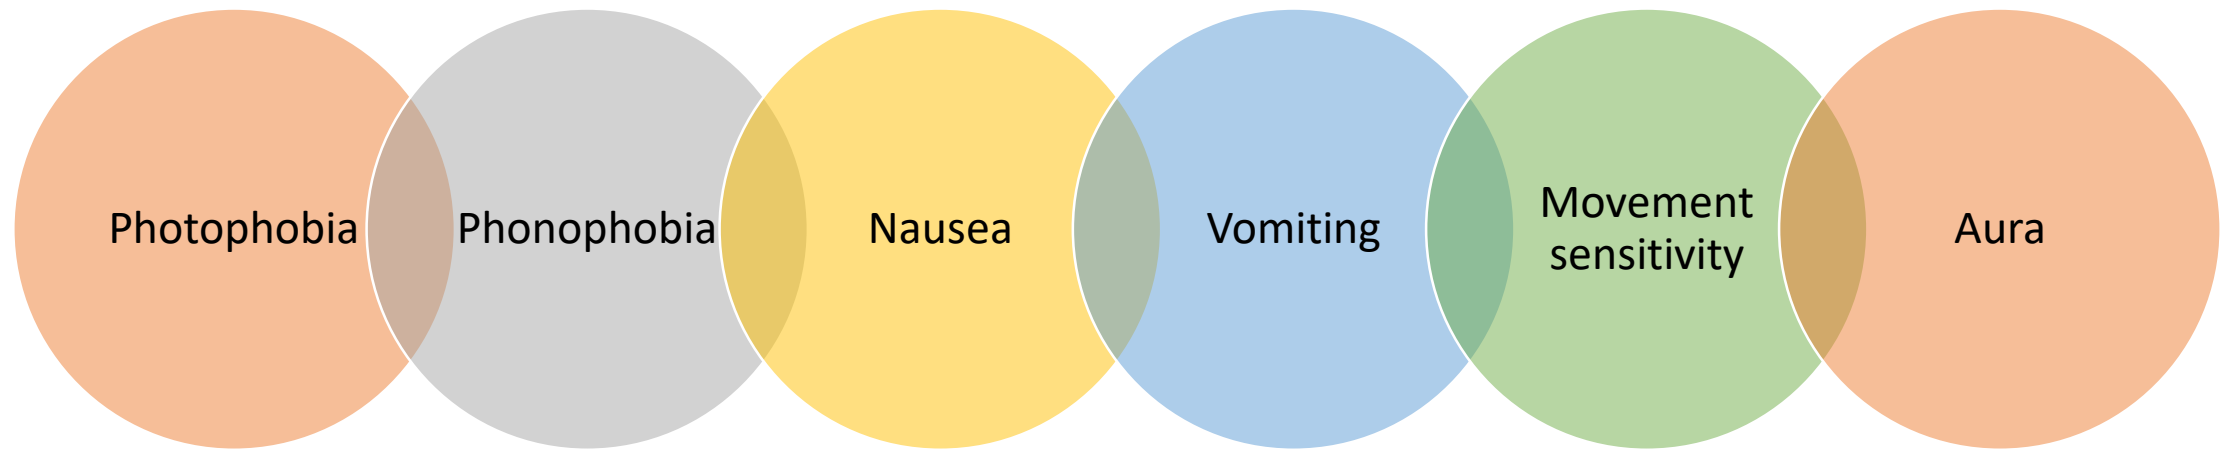 Photophobia
Phonophobia
Nausea
Vomiting
Movement
sensitivity
Aura